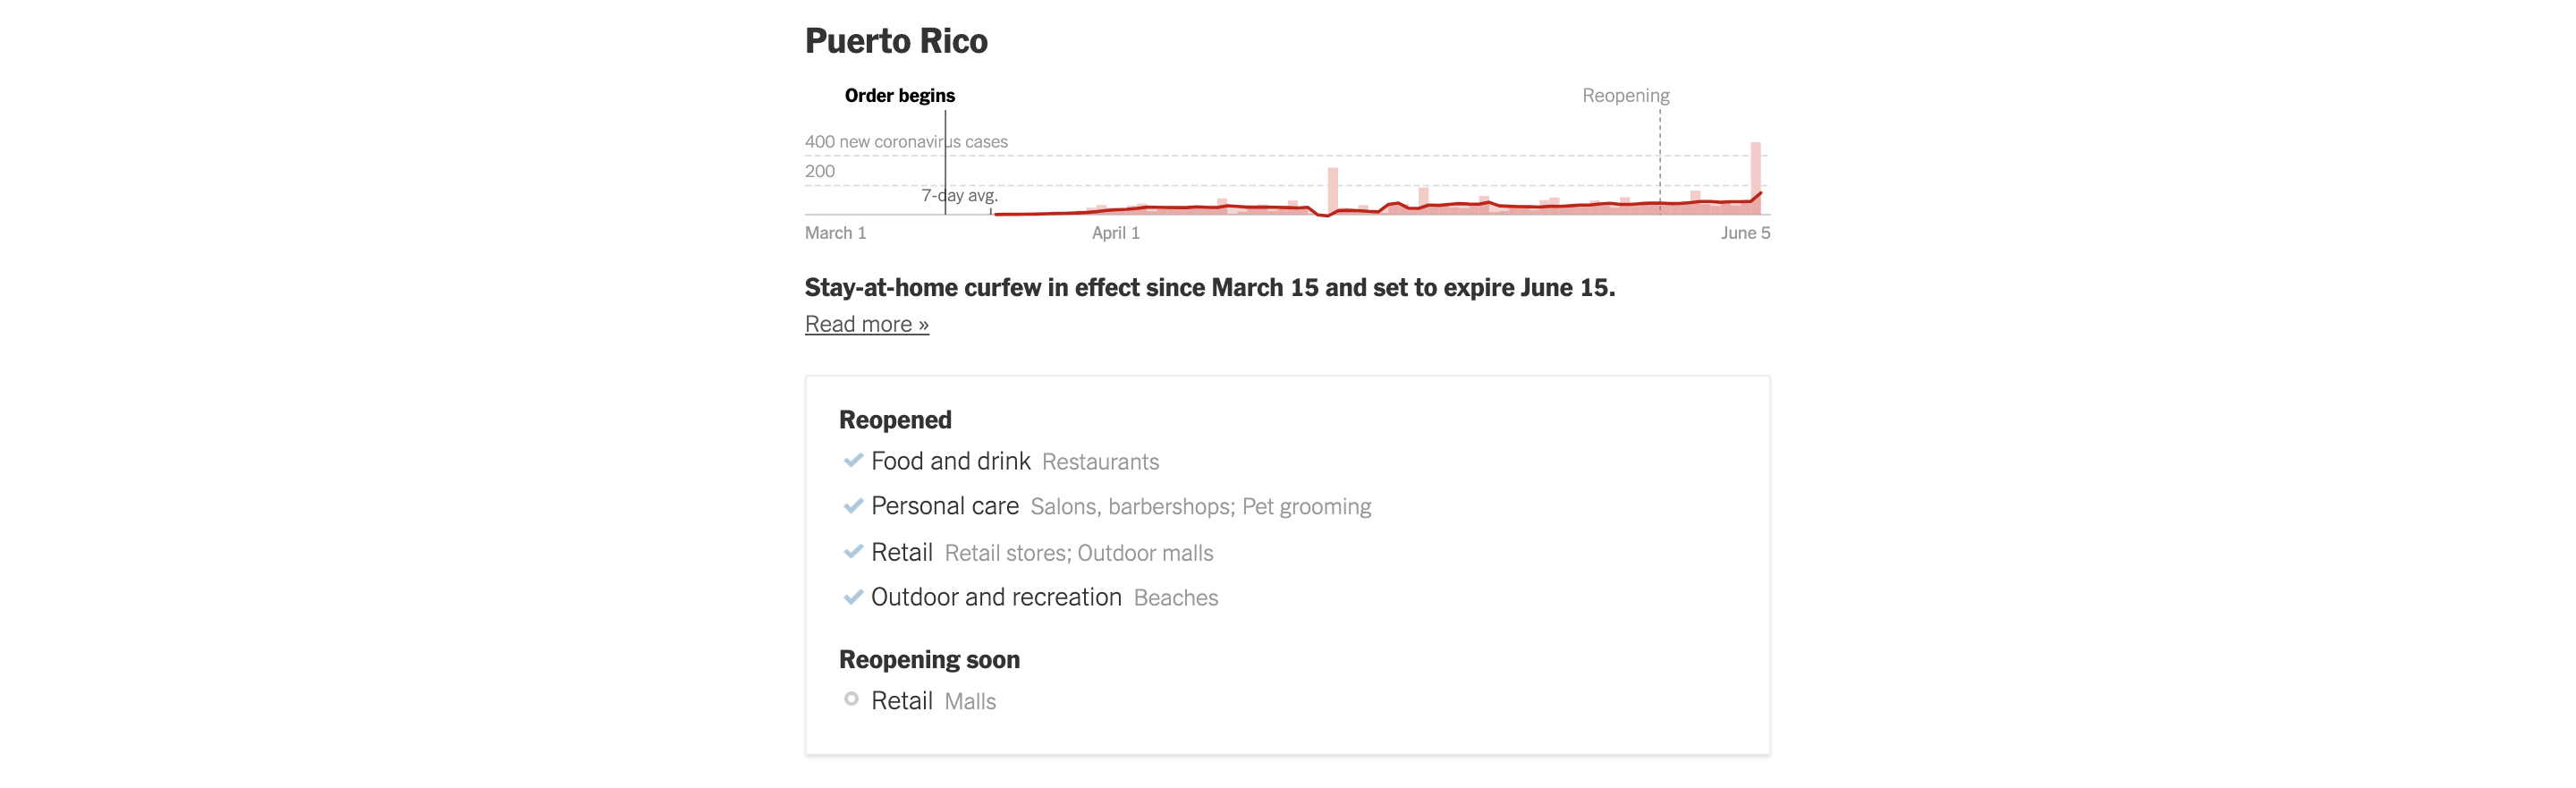 Puerto Rico
Order begins
Reopening
400 new coronavirus cases
200
7-day avg.
March 1
April 1
June 5
Stay-at-home curfew in effect since March 15 and set to expire June 15.
Read more »
Reopened
Food and drink Restaurants
Personal care Salons, barbershops; Pet grooming
Retail Retail stores; Outdoor malls
Outdoor and recreation Beaches
Reopening soon
Retail Malls